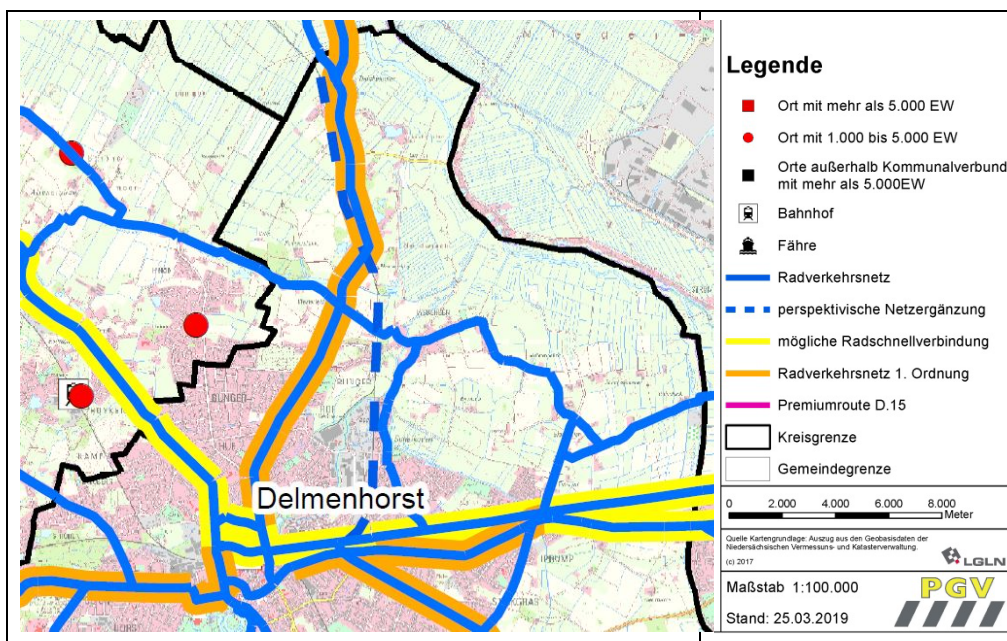 Delmenhorst
Legende
Ort mit mehr als 5.000 EW
Ort mit 1.000 bis 5.000 EW
Orte außerhalb Kommunalverbund
mit mehr als 5.000EW
Bahnhof
Fähre
Radverkehrsnetz
perspektivische Netzergänzung
mögliche Radschnellverbindung
Radverkehrsnetz 1. Ordnung
Premiumroute D.15
Kreisgrenze
Gemeindegrenze
0 2.000 4.000 6.000 8.000
Meter
Quelle Kartengrundlage: Auszug aus den Geobasisdaten der
Niedersächsischen Vermessungs- und Katasterverwaltung.
(c) 2017
LGLN
Maßstab 1:100.000
PGV
Stand: 25.03.2019